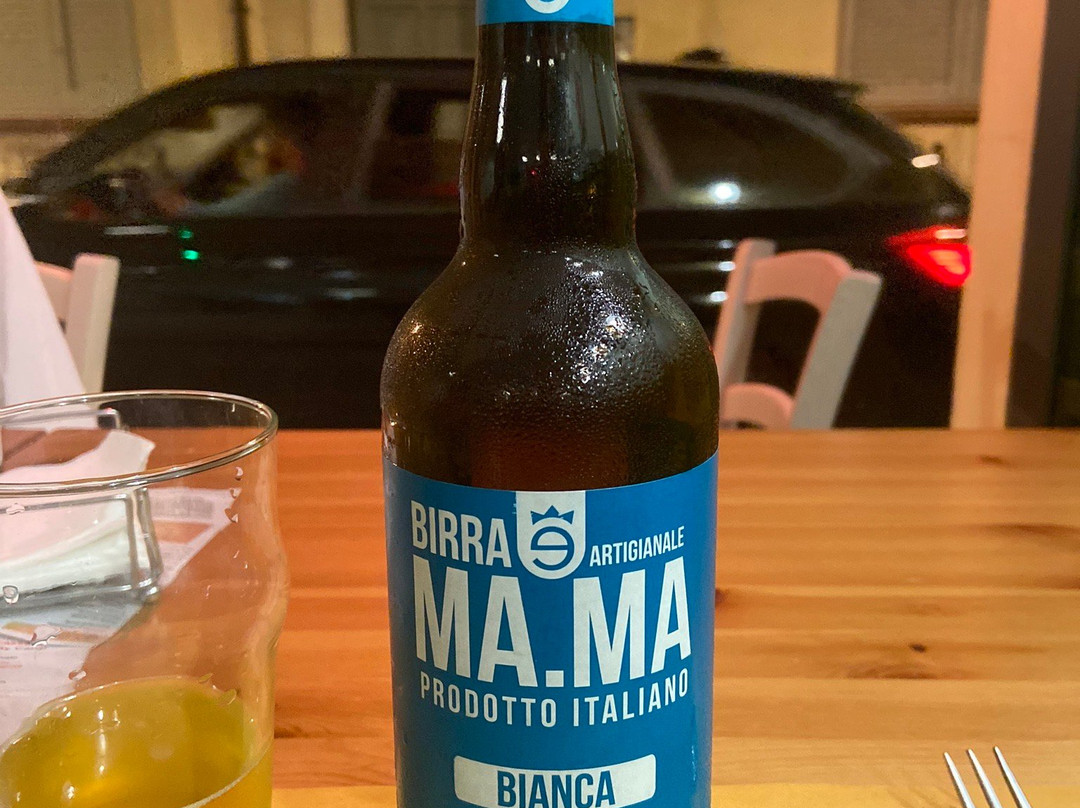 BIRRA ARTIGIANALE
MA.MA
PRODOTTO ITALIANO
BIANCA